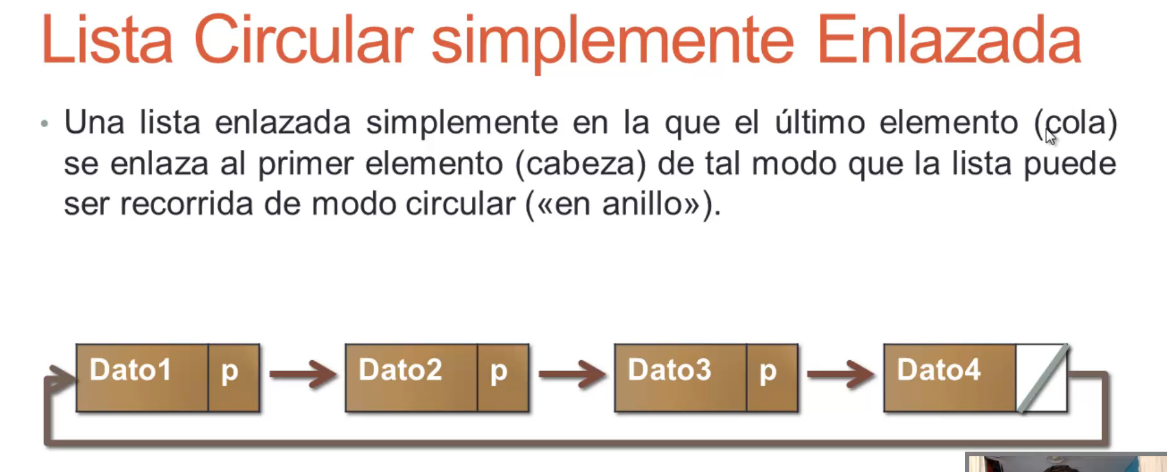 Lista Circular simplemente Enlazada
• Una lista enlazada simplemente en la que el último elemento (cola)
se enlaza al primer elemento (cabeza) de tal modo que la lista puede
ser recorrida de modo circular («en anillo»).
Dato1 p Dato2 p Dato3 p Dato4